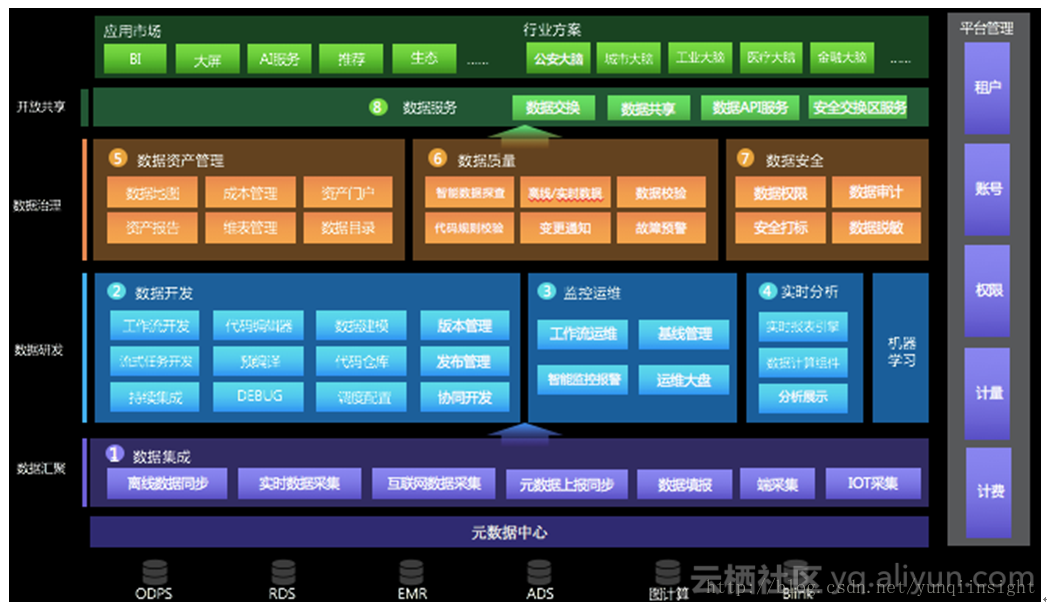 应用市场 行业方案 平台管理
BI 大屏 AI服务 推荐 生态 ...... 公安大脑 城市大脑 工业大脑 医疗大脑 金融大脑 ......
租户
开放共享 8 数据服务 数据交换 数据共享 数据API服务 安全交换区服务
5 数据资产管理 6 数据质量 7 数据安全
数据地图 成本管理 资产门户 智能数据探查 离线/实时数据 数据校验 数据权限 数据审计
账号
数据治理
资产报告 维表管理 数据目录 代码规则校验 变更通知 故障预警 安全打标 数据脱敏
2 数据开发 3 监控运维 4 实时分析
权限
工作流开发 代码编辑器 数据建模 版本管理 工作流运维 基线管理 实时报表引擎
数据研发 机器学习
流式任务开发 预编译 代码仓库 发布管理 智能监控报警 运维大盘 数据计算组件
持续集成 DEBUG 调度配置 协同开发 分析展示
计量
1 数据集成
数据汇聚
离线数据同步 实时数据采集 互联网数据采集 元数据上报同步 数据填报 端采集 IOT采集
计费
元数据中心
ODPS RDS EMR ADS 图计算 Blink
云栖社区 yq.aliyun.com
http://blog.csdn.net/yunqiinsight